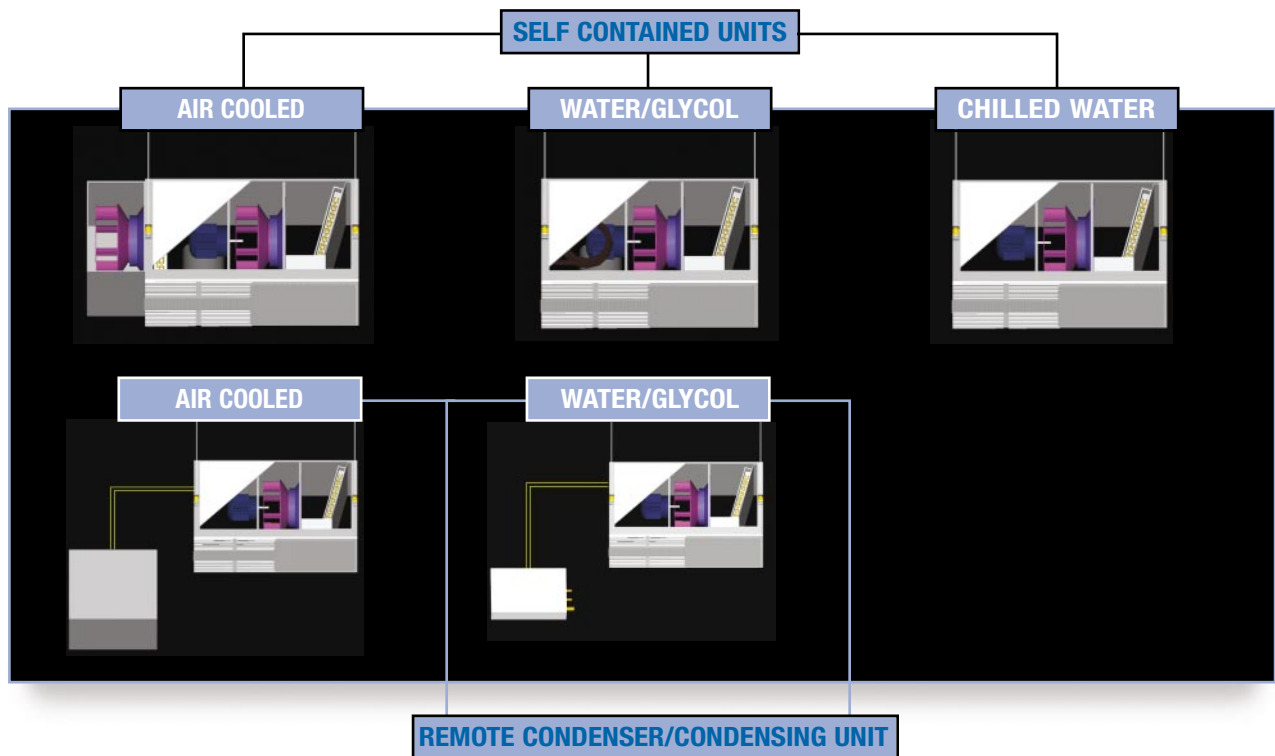 SELF CONTAINED UNITS
AIR COOLED
WATER/GLYCOL
CHILLED WATER
AIR COOLED
WATER/GLYCOL
REMOTE CONDENSER/CONDENSING UNIT